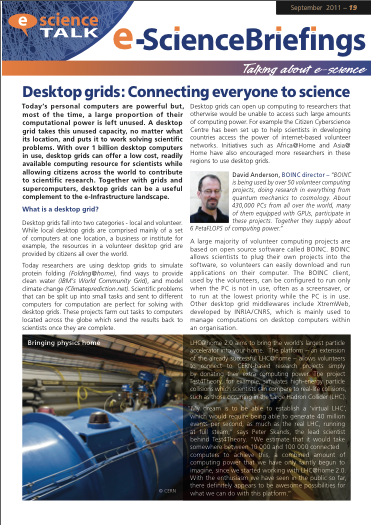 September 2011 – 19
e science
TALK
e-ScienceBriefings
Talking about e-science
Desktop grids: Connecting everyone to science
Today's personal computers are powerful but,
most of the time, a large proportion of their
computational power is left unused. A desktop
grid takes this unused capacity, no matter what
its location, and puts it to work solving scientific
problems. With over 1 billion desktop computers
in use, desktop grids can offer a low cost, readily
available computing resource for scientists while
allowing citizens across the world to contribute
to scientific research. Together with grids and
supercomputers, desktop grids can be a useful
complement to the e-Infrastructure landscape.
What is a desktop grid?
Desktop grids fall into two categories - local and volunteer.
While local desktop grids are comprised mainly of a set
of computers at one location, a business or institute for
example, the resources in a volunteer desktop grid are
provided by citizens all over the world.
Today researchers are using desktop grids to simulate
protein folding (Folding@home), find ways to provide
clean water (IBM's World Community Grid), and model
climate change (Climateprediction.net). Scientific problems
that can be split up into small tasks and sent to different
computers for computation are perfect for solving with
desktop grids. These projects farm out tasks to computers
located across the globe which send the results back to
scientists once they are complete.
Desktop grids can open up computing to researchers that
otherwise would be unable to access such large amounts
of computing power. For example the Citizen Cyberscience
Centre has been set up to help scientists in developing
countries access the power of internet-based volunteer
networks. Initiatives such as Africa@Home and Asia@
Home have also encouraged more researchers in these
regions to use desktop grids.
David Anderson, BOINC director – "BOINC
is being used by over 50 volunteer computing
projects, doing research in everything from
quantum mechanics to cosmology. About
430,000 PCs from all over the world, many
of them equipped with GPUs, participate in
these projects. Together they supply about
6 PetaFLOPS of computing power."
A large majority of volunteer computing projects are
based on open source software called BOINC. BOINC
allows scientists to plug their own projects into the
software, so volunteers can easily download and run
applications on their computer. The BOINC client,
used by the volunteers, can be configured to run only
when the PC is not in use, often as a screensaver, or
to run at the lowest priority while the PC is in use.
Other desktop grid middlewares include XtremWeb,
developed by INRIA/CNRS, which is mainly used to
manage computations on desktop computers within
an organisation.
Bringing physics home
© CERN
LHC@home 2.0 aims to bring the world's largest particle
accelerator into your home. The platform – an extension
of the already successful LHC@home – allows volunteers
to connect to CERN-based research projects simply
by donating their extra computing power. The project
Test4Theory, for example, simulates high-energy particle
collisions which scientists can compare to real-life collisions,
such as those occurring in the Large Hadron Collider (LHC).
"My dream is to be able to establish a 'virtual LHC',
which would require being able to generate 40 million
events per second, as much as the real LHC, running
at full steam." says Peter Skands, the lead scientist
behind Test4Theory. "We estimate that it would take
somewhere between 10 000 and 100 000 connected
computers to achieve this, a combined amount of
computing power that we have only faintly begun to
imagine, since we started working with LHC@home 2.0.
With the enthusiasm we have seen in the public so far,
there definitely appears to be awesome possibilities for
what we can do with this platform."